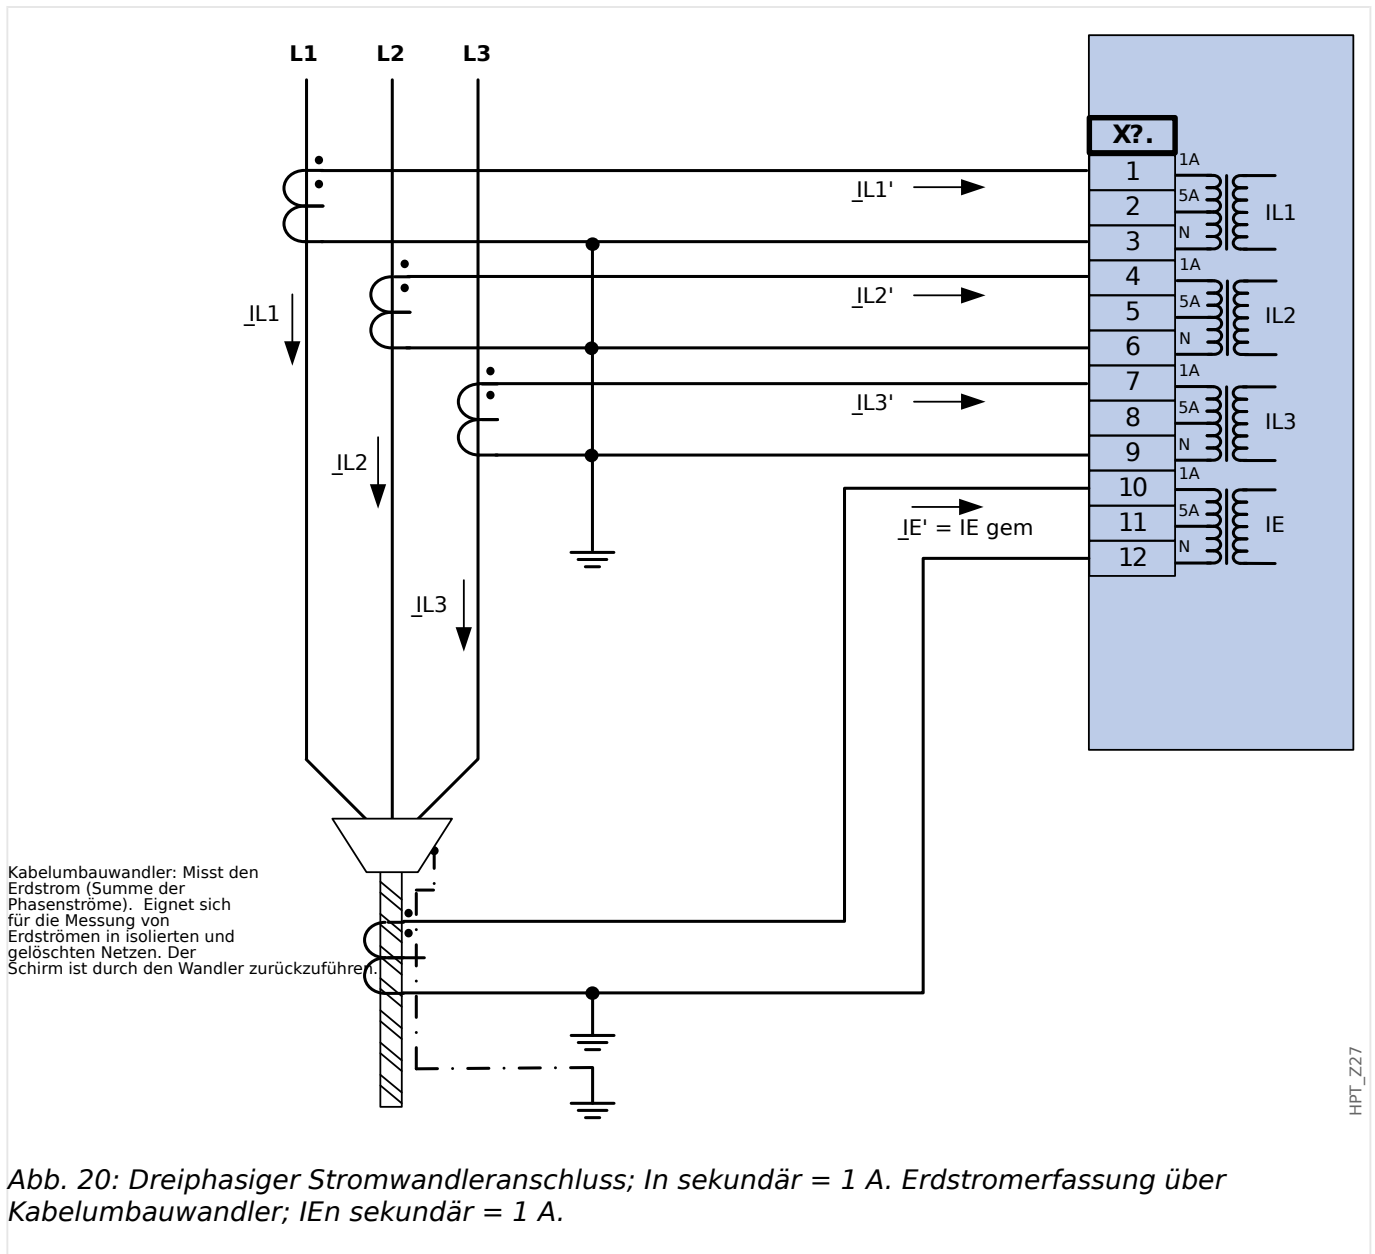 L1 L2 L3
X?.
1 1A
2 5A IL1
3 N
_IL1'
4 1A
5 5A IL2
6 N
_IL2'
7 1A
8 5A IL3
9 N
_IL3'
10 1A
11 5A IE
12 N
_IE' = IE gem
_IL1
_IL2
_IL3
Kabelumbauwandler: Misst den
Erdstrom (Summe der
Phasenströme).  Eignet sich
für die Messung von
Erdströmen in isolierten und
gelöschten Netzen. Der
Schirm ist durch den Wandler zurückzuführen.
HPT_Z27
Abb. 20: Dreiphasiger Stromwandleranschluss; In sekundär = 1 A. Erdstromerfassung über
Kabelumbauwandler; IEn sekundär = 1 A.